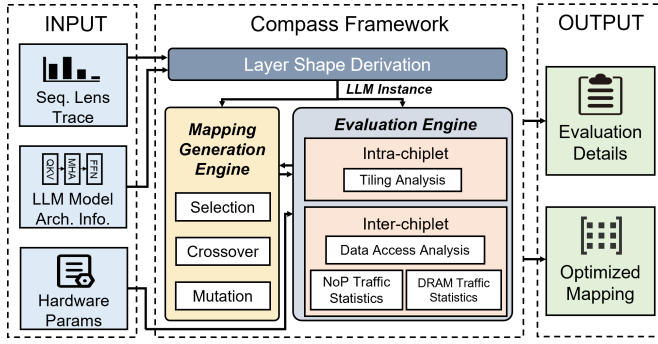 INPUT
Seq. Lens
Trace
QKV
MHA
FFN
LLM Model
Arch. Info.
Hardware
Params
Compass Framework
Layer Shape Derivation
LLM Instance
Mapping
Generation
Engine
Selection
Crossover
Mutation
Evaluation Engine
Intra-chiplet
Tiling Analysis
Inter-chiplet
Data Access Analysis
NoP Traffic
Statistics
DRAM Traffic
Statistics
OUTPUT
Evaluation
Details
Optimized
Mapping